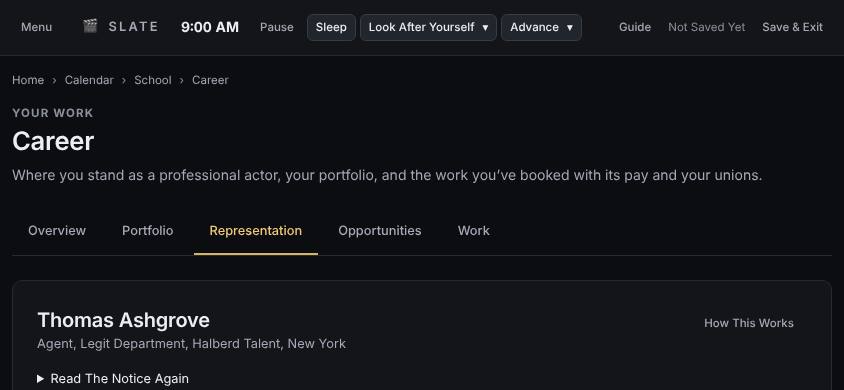 Menu SLATE 9:00 AM Pause Sleep Look After Yourself Advance Guide Not Saved Yet Save & Exit
Home › Calendar › School › Career
YOUR WORK
Career
Where you stand as a professional actor, your portfolio, and the work you’ve booked with its pay and your unions.
Overview Portfolio Representation Opportunities Work
Thomas Ashgrove
How This Works
Agent, Legit Department, Halberd Talent, New York
Read The Notice Again